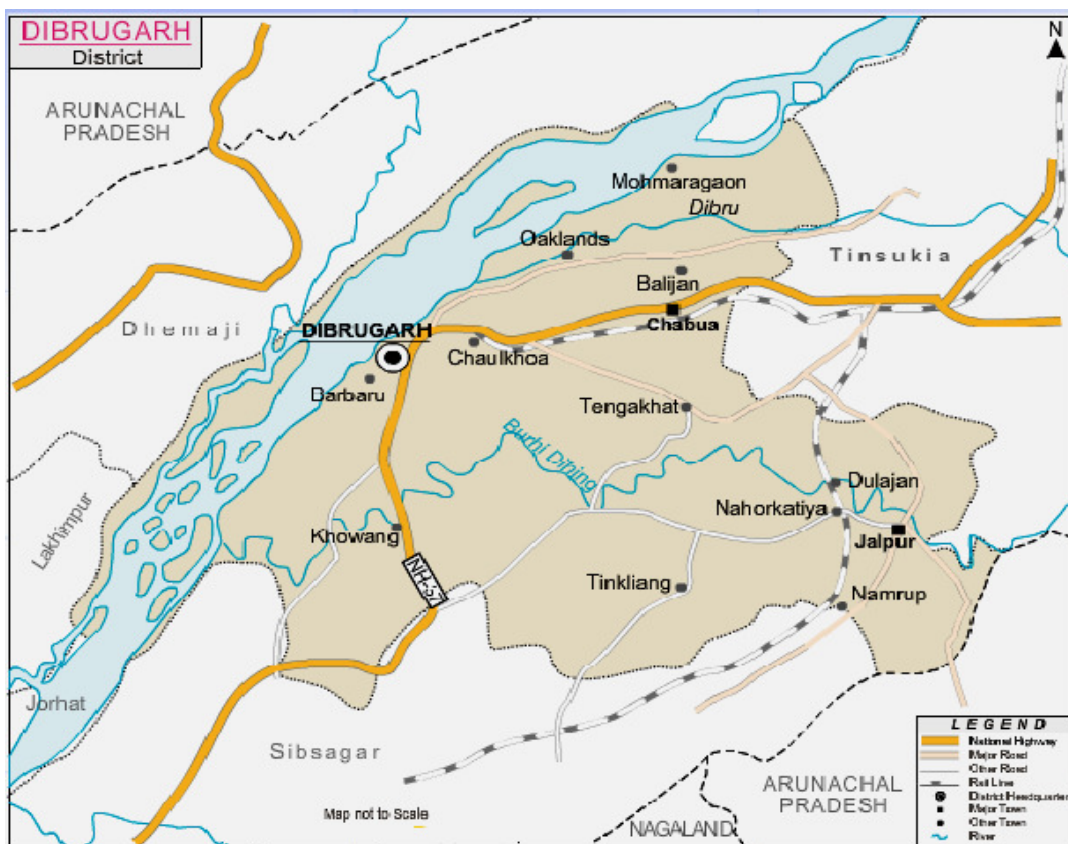 DIBRUGARH
District
N
ARUNACHAL
PRADESH
Mohmaragaon
Dibru
Oaklands
Tinsukia
Balijan
Dhemaji
DIBRUGARH
Chabua
Chaulkhoa
Barbaru
Tengakhat
Burhi Dihing
Lakhimpur
Dulajan
Nahorkatiya
Khowang
Jalpur
NH-37
Tinkliang
Namrup
Jorhat
Sibsagar
LEGEND
National Highway
Major Road
Other Road
Rail Line
District Headquarter
Major Town
Other Town
River
ARUNACHAL
PRADESH
Map not to Scale
NAGALAND